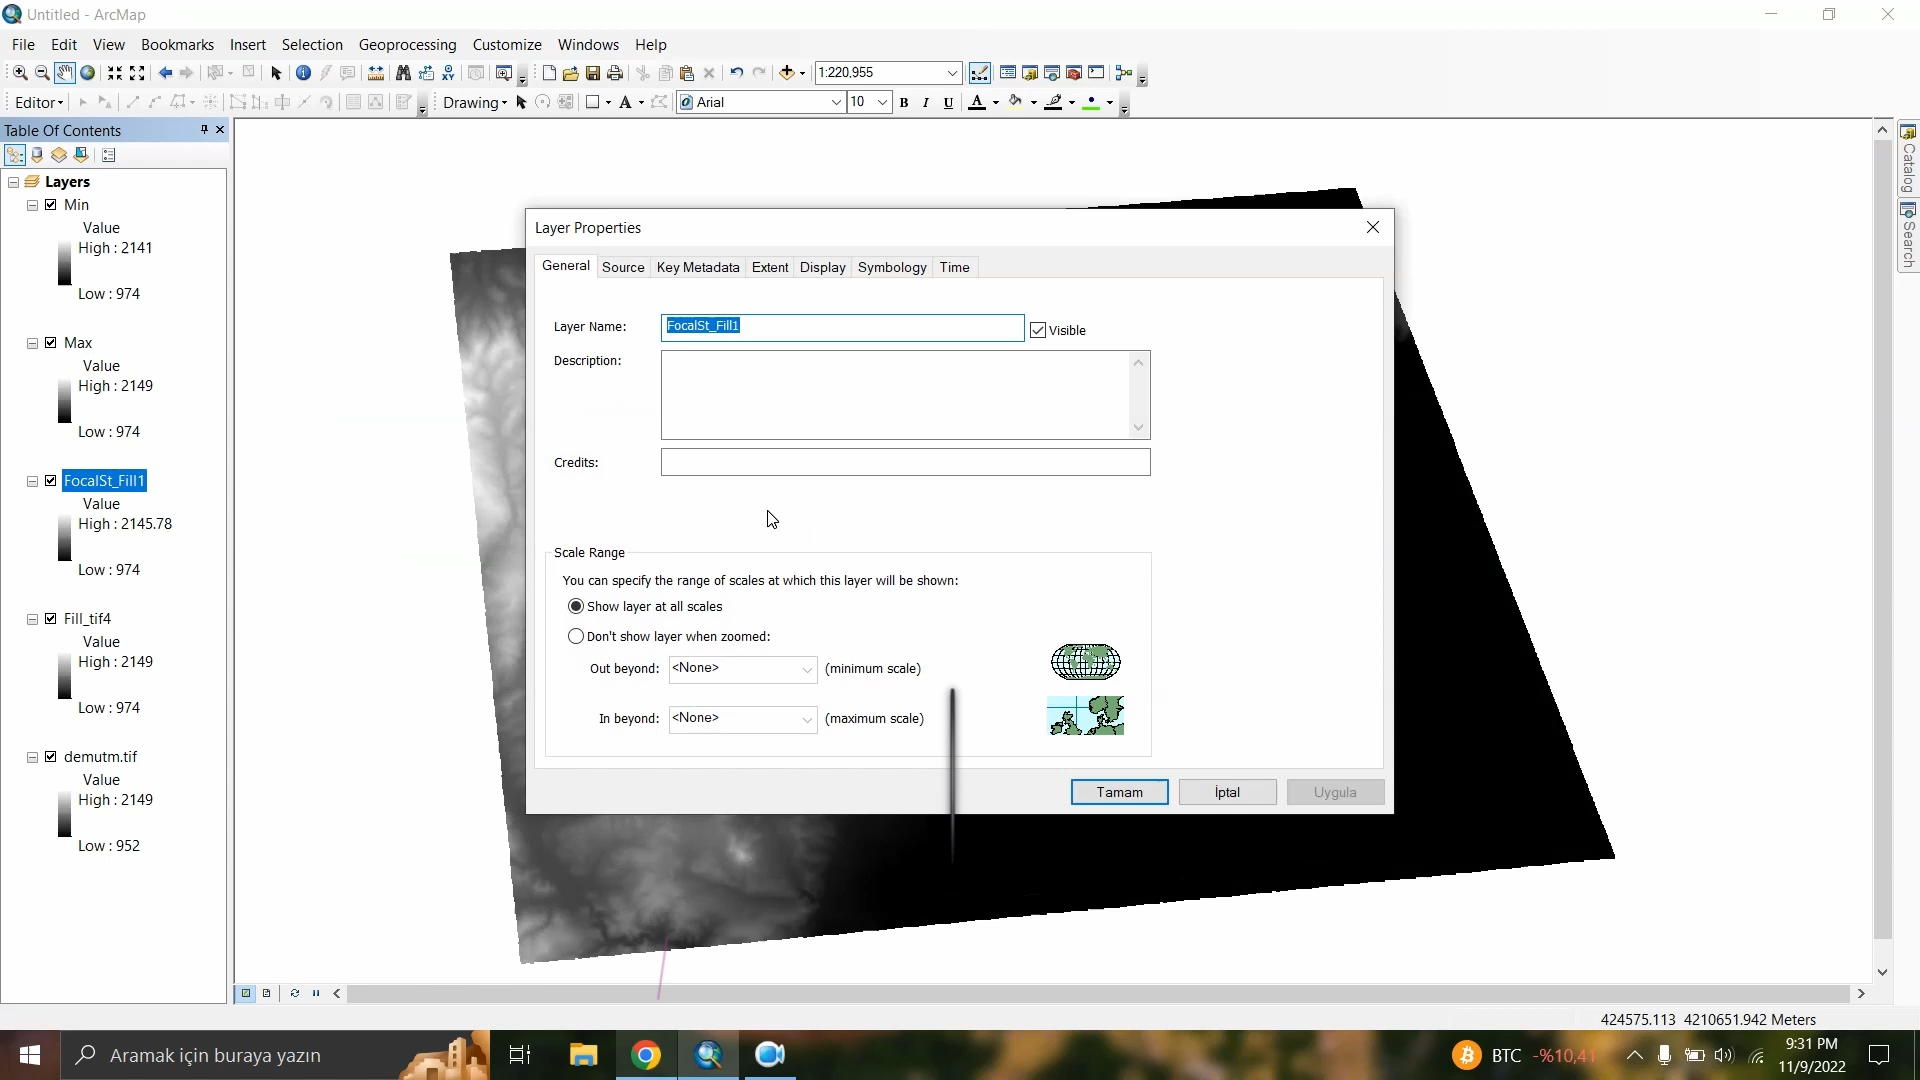 Untitled - ArcMap
File Edit View Bookmarks Insert Selection Geoprocessing Customize Windows Help
1:220,955
Editor Drawing A Arial 10 B I U A
Table Of Contents
Layers
Min
Value
High : 2141
Low : 974
Max
Value
High : 2149
Low : 974
FocalSt_Fill1
Value
High : 2145.78
Low : 974
Fill_tif4
Value
High : 2149
Low : 974
demutm.tif
Value
High : 2149
Low : 952
Layer Properties
General Source Key Metadata Extent Display Symbology Time
Layer Name: FocalSt_Fill1 Visible
Description:
Credits:
Scale Range
You can specify the range of scales at which this layer will be shown:
Show layer at all scales
Don't show layer when zoomed:
Out beyond: <None> (minimum scale)
In beyond: <None> (maximum scale)
Tamam İptal Uygula
Catalog
Search
424575.113 4210651.942 Meters
Aramak için buraya yazın
BTC -%10,41
9:31 PM
11/9/2022